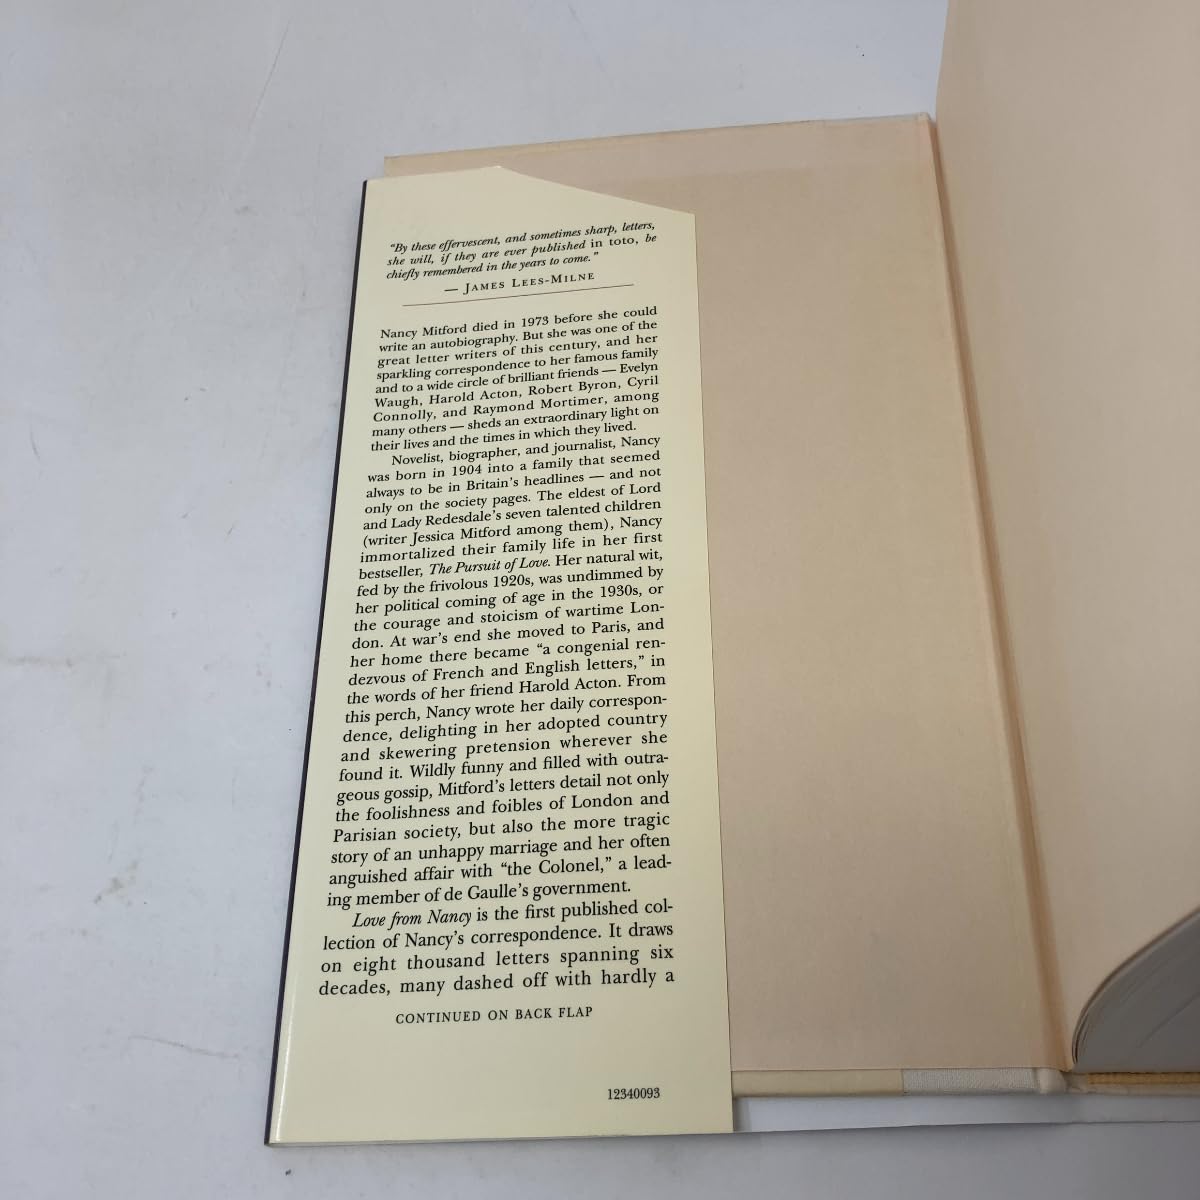 “By these effervescent, and sometimes sharp, letters,
she will, if they are ever published in toto, be
chiefly remembered in the years to come.”
— James Lees-Milne
Nancy Mitford died in 1973 before she could
write an autobiography. But she was one of the
great letter writers of this century, and her
sparkling correspondence to her famous family
and to a wide circle of brilliant friends — Evelyn
Waugh, Harold Acton, Robert Byron, Cyril
Connolly, and Raymond Mortimer, among
many others — sheds an extraordinary light on
their lives and the times in which they lived.
Novelist, biographer, and journalist, Nancy
was born in 1904 into a family that seemed
always to be in Britain’s headlines — and not
only on the society pages. The eldest of Lord
and Lady Redesdale’s seven talented children
(writer Jessica Mitford among them), Nancy
immortalized their family life in her first
bestseller, The Pursuit of Love. Her natural wit,
fed by the frivolous 1920s, was undimmed by
her political coming of age in the 1930s, or
the courage and stoicism of wartime Lon-
don. At war’s end she moved to Paris, and
her home there became “a congenial ren-
dezvous of French and English letters,” in
the words of her friend Harold Acton. From
this perch, Nancy wrote her daily correspon-
dence, delighting in her adopted country
and skewering pretension wherever she
found it. Wildly funny and filled with outra-
geous gossip, Mitford’s letters detail not only
the foolishness and foibles of London and
Parisian society, but also the more tragic
story of an unhappy marriage and her often
anguished affair with “the Colonel,” a lead-
ing member of de Gaulle’s government.
Love from Nancy is the first published col-
lection of Nancy’s correspondence. It draws
on eight thousand letters spanning six
decades, many dashed off with hardly a
CONTINUED ON BACK FLAP
12340093